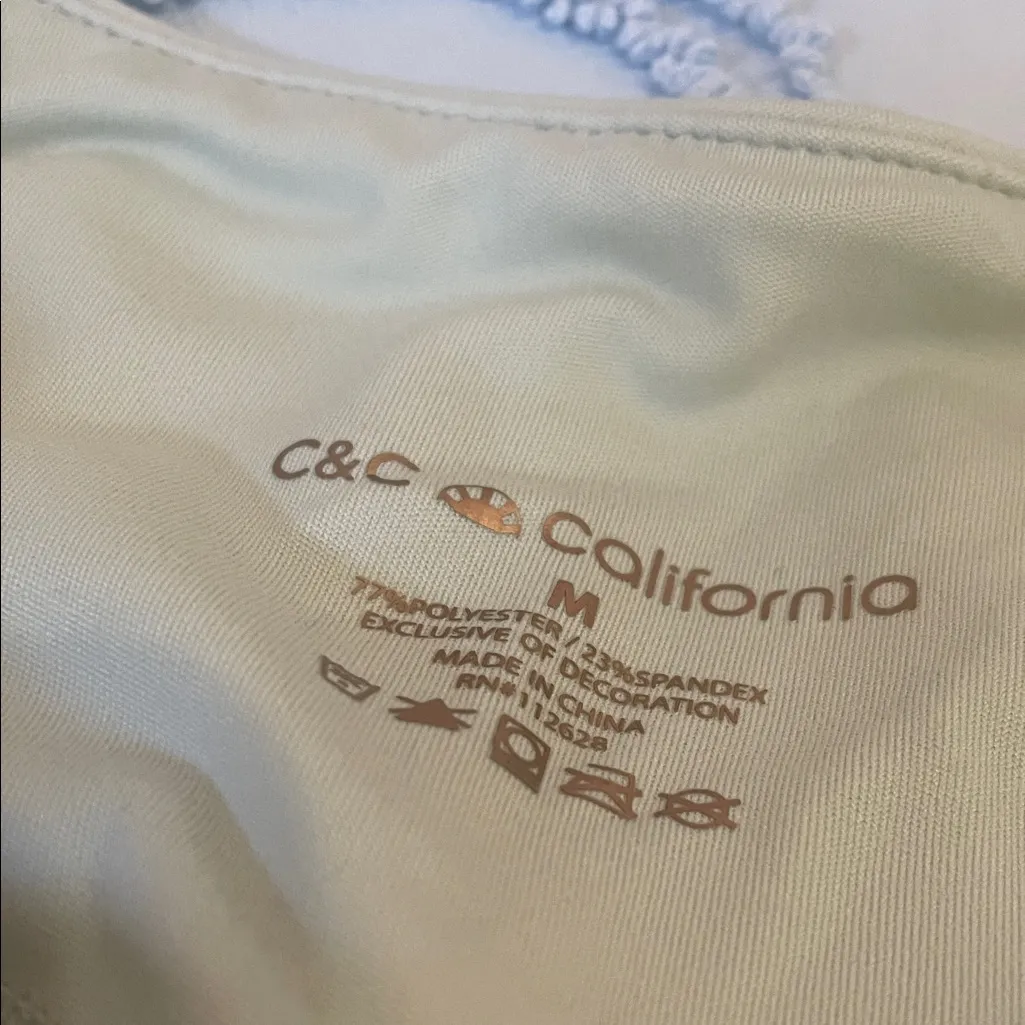 C&C California
M
77%POLYESTER / 23%SPANDEX
EXCLUSIVE OF DECORATION
MADE IN CHINA
RN#112628